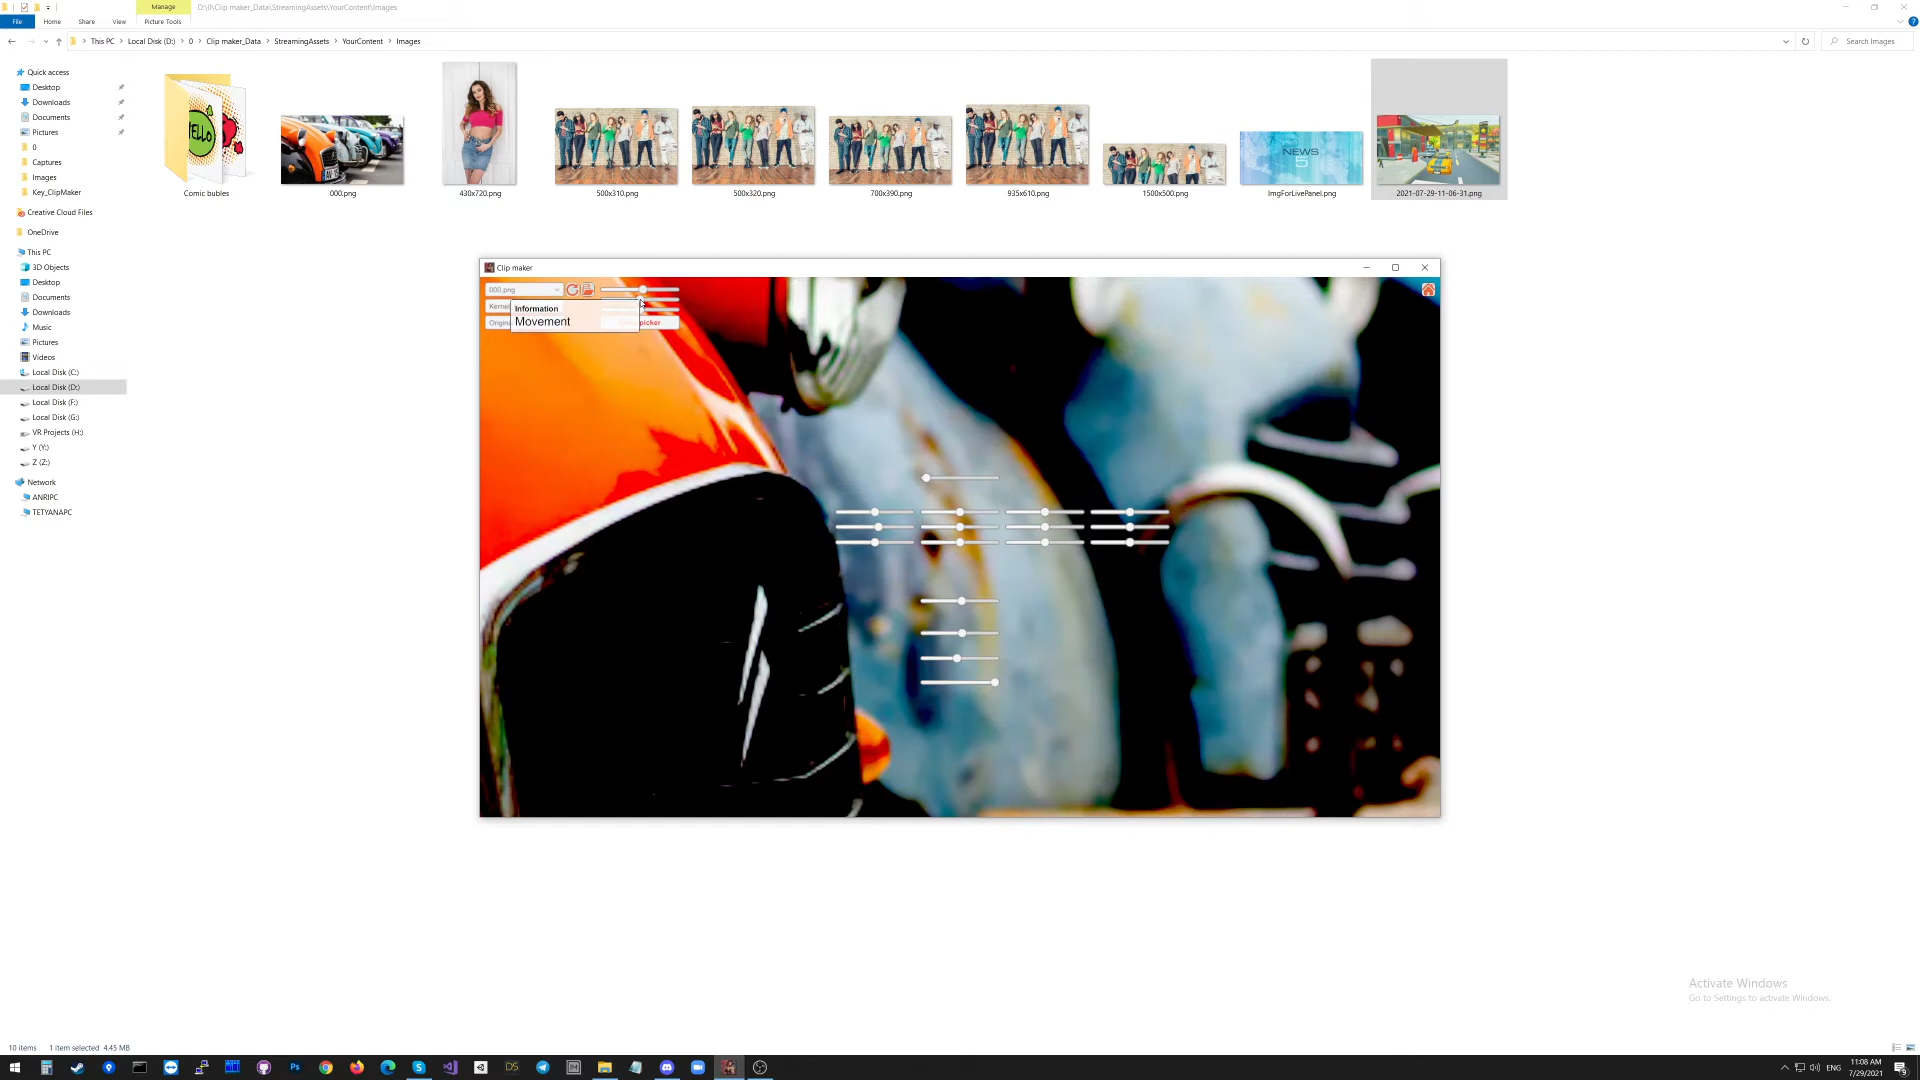 Manage
D:\0\Clip maker_Data\StreamingAssets\YourContent\Images
File
Home
Share
View
Picture Tools
This PC
Local Disk (D:)
0
Clip maker_Data
StreamingAssets
YourContent
Images
Search Images
Quick access
Desktop
Downloads
Documents
Pictures
0
Captures
Images
Key_ClipMaker
Creative Cloud Files
OneDrive
This PC
3D Objects
Desktop
Documents
Downloads
Music
Pictures
Videos
Local Disk (C:)
Local Disk (D:)
Local Disk (F:)
Local Disk (G:)
VR Projects (H:)
Y (Y:)
Z (Z:)
Network
ANRIPC
TETYANAPC
Comic bubles
000.png
430x720.png
500x310.png
500x320.png
700x390.png
935x610.png
1500x500.png
NEWS
5
ImgForLivePanel.png
2021-07-29-11-06-31.png
Clip maker
000.png
Kernel
Information
Movement
Origina
picker
Activate Windows
Go to Settings to activate Windows.
10 items
1 item selected 4.45 MB
Ps
DS
ENG
11:08 AM
7/29/2021